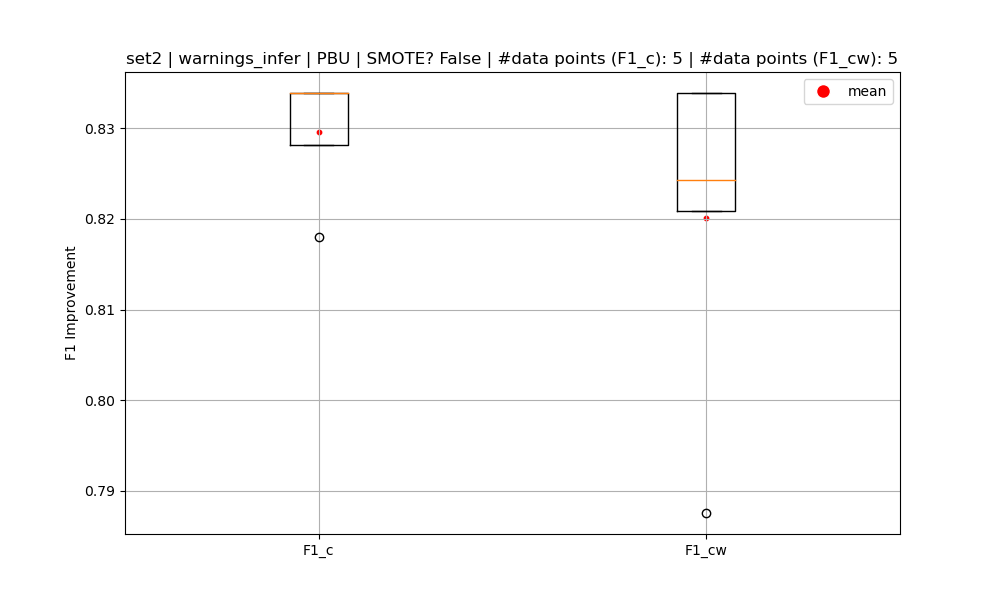 set2 | warnings_infer | PBU | SMOTE? False | #data points (F1_c): 5 | #data points (F1_cw): 5
mean
0.83
0.82
0.81
0.80
0.79
F1 Improvement
F1_c
F1_cw